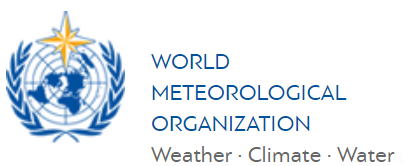 WORLD
METEOROLOGICAL
ORGANIZATION
Weather · Climate · Water